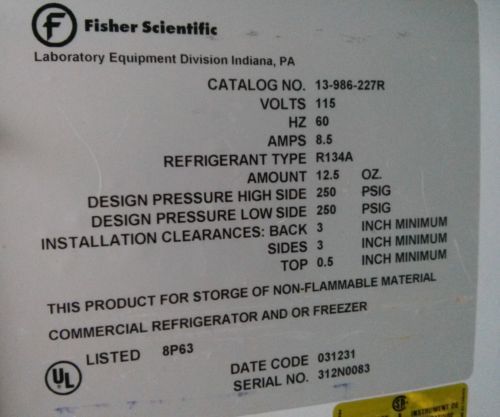 Fisher Scientific
Laboratory Equipment Division Indiana, PA
CATALOG NO. 13-986-227R
VOLTS 115
HZ 60
AMPS 8.5
REFRIGERANT TYPE R134A
AMOUNT 12.5 OZ.
DESIGN PRESSURE HIGH SIDE 250 PSIG
DESIGN PRESSURE LOW SIDE 250 PSIG
INSTALLATION CLEARANCES: BACK 3 INCH MINIMUM
SIDES 3 INCH MINIMUM
TOP 0.5 INCH MINIMUM
THIS PRODUCT FOR STORGE OF NON-FLAMMABLE MATERIAL
COMMERCIAL REFRIGERATOR AND OR FREEZER
UL LISTED 8P63
DATE CODE 031231
SERIAL NO. 312N0083
INSTRUMENT DE